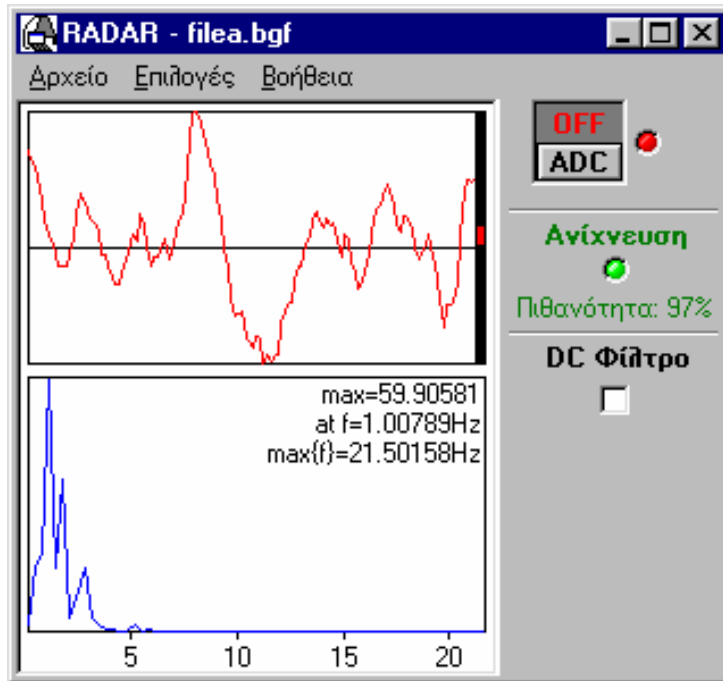 RADAR - filea.bgf
Αρχείο Επιλογές Βοήθεια
OFF
ADC
Ανίχνευση
Πιθανότητα: 97%
DC Φίλτρο
max=59.90581
at f=1.00789Hz
max{f}=21.50158Hz
5 10 15 20